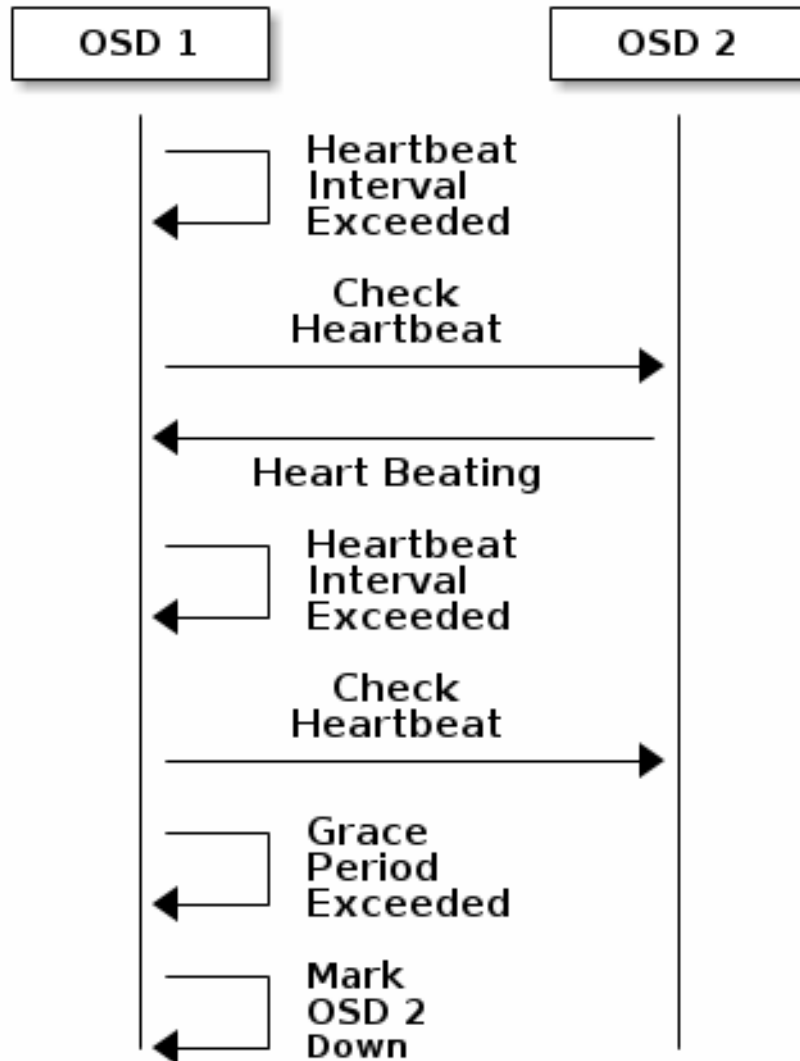 OSD 1
OSD 2
Heartbeat
Interval
Exceeded
Check
Heartbeat
Heart Beating
Heartbeat
Interval
Exceeded
Check
Heartbeat
Grace
Period
Exceeded
Mark
OSD 2
Down